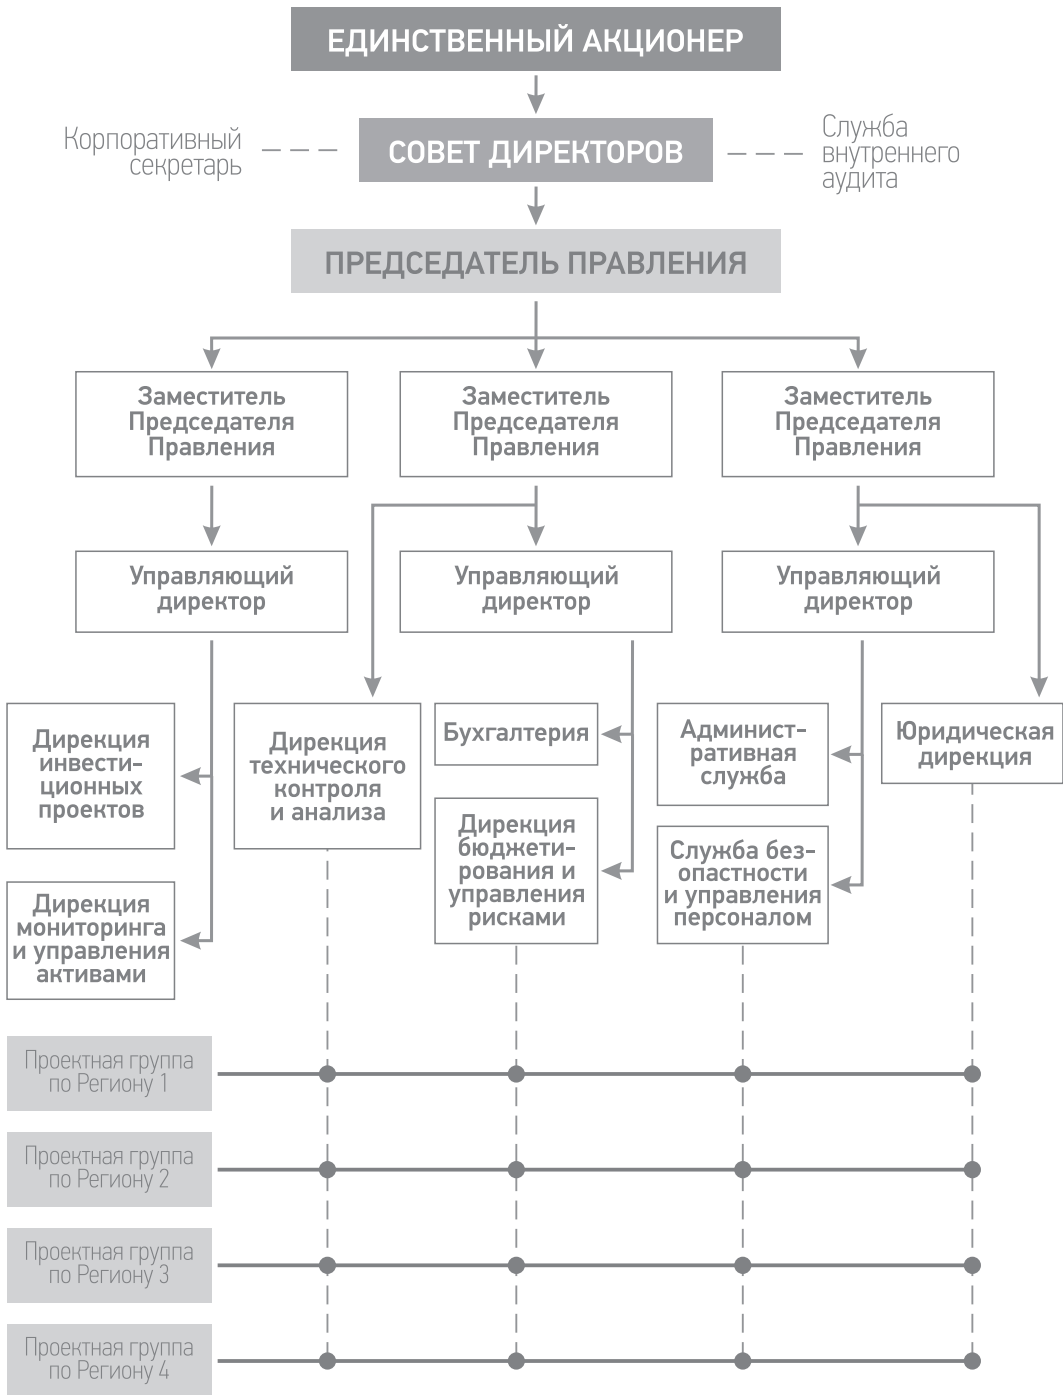 ЕДИНСТВЕННЫЙ АКЦИОНЕР
Корпоративный
секретарь
СОВЕТ ДИРЕКТОРОВ
Служба
внутреннего
аудита
ПРЕДСЕДАТЕЛЬ ПРАВЛЕНИЯ
Заместитель
Председателя
Правления
Заместитель
Председателя
Правления
Заместитель
Председателя
Правления
Управляющий
директор
Управляющий
директор
Управляющий
директор
Дирекция
инвести-
ционных
проектов
Дирекция
технического
контроля
и анализа
Бухгалтерия
Админист-
ративная
служба
Юридическая
дирекция
Дирекция
мониторинга
и управления
активами
Дирекция
бюджети-
рования и
управления
рисками
Служба без-
опастности
и управления
персоналом
Проектная группа
по Региону 1
Проектная группа
по Региону 2
Проектная группа
по Региону 3
Проектная группа
по Региону 4